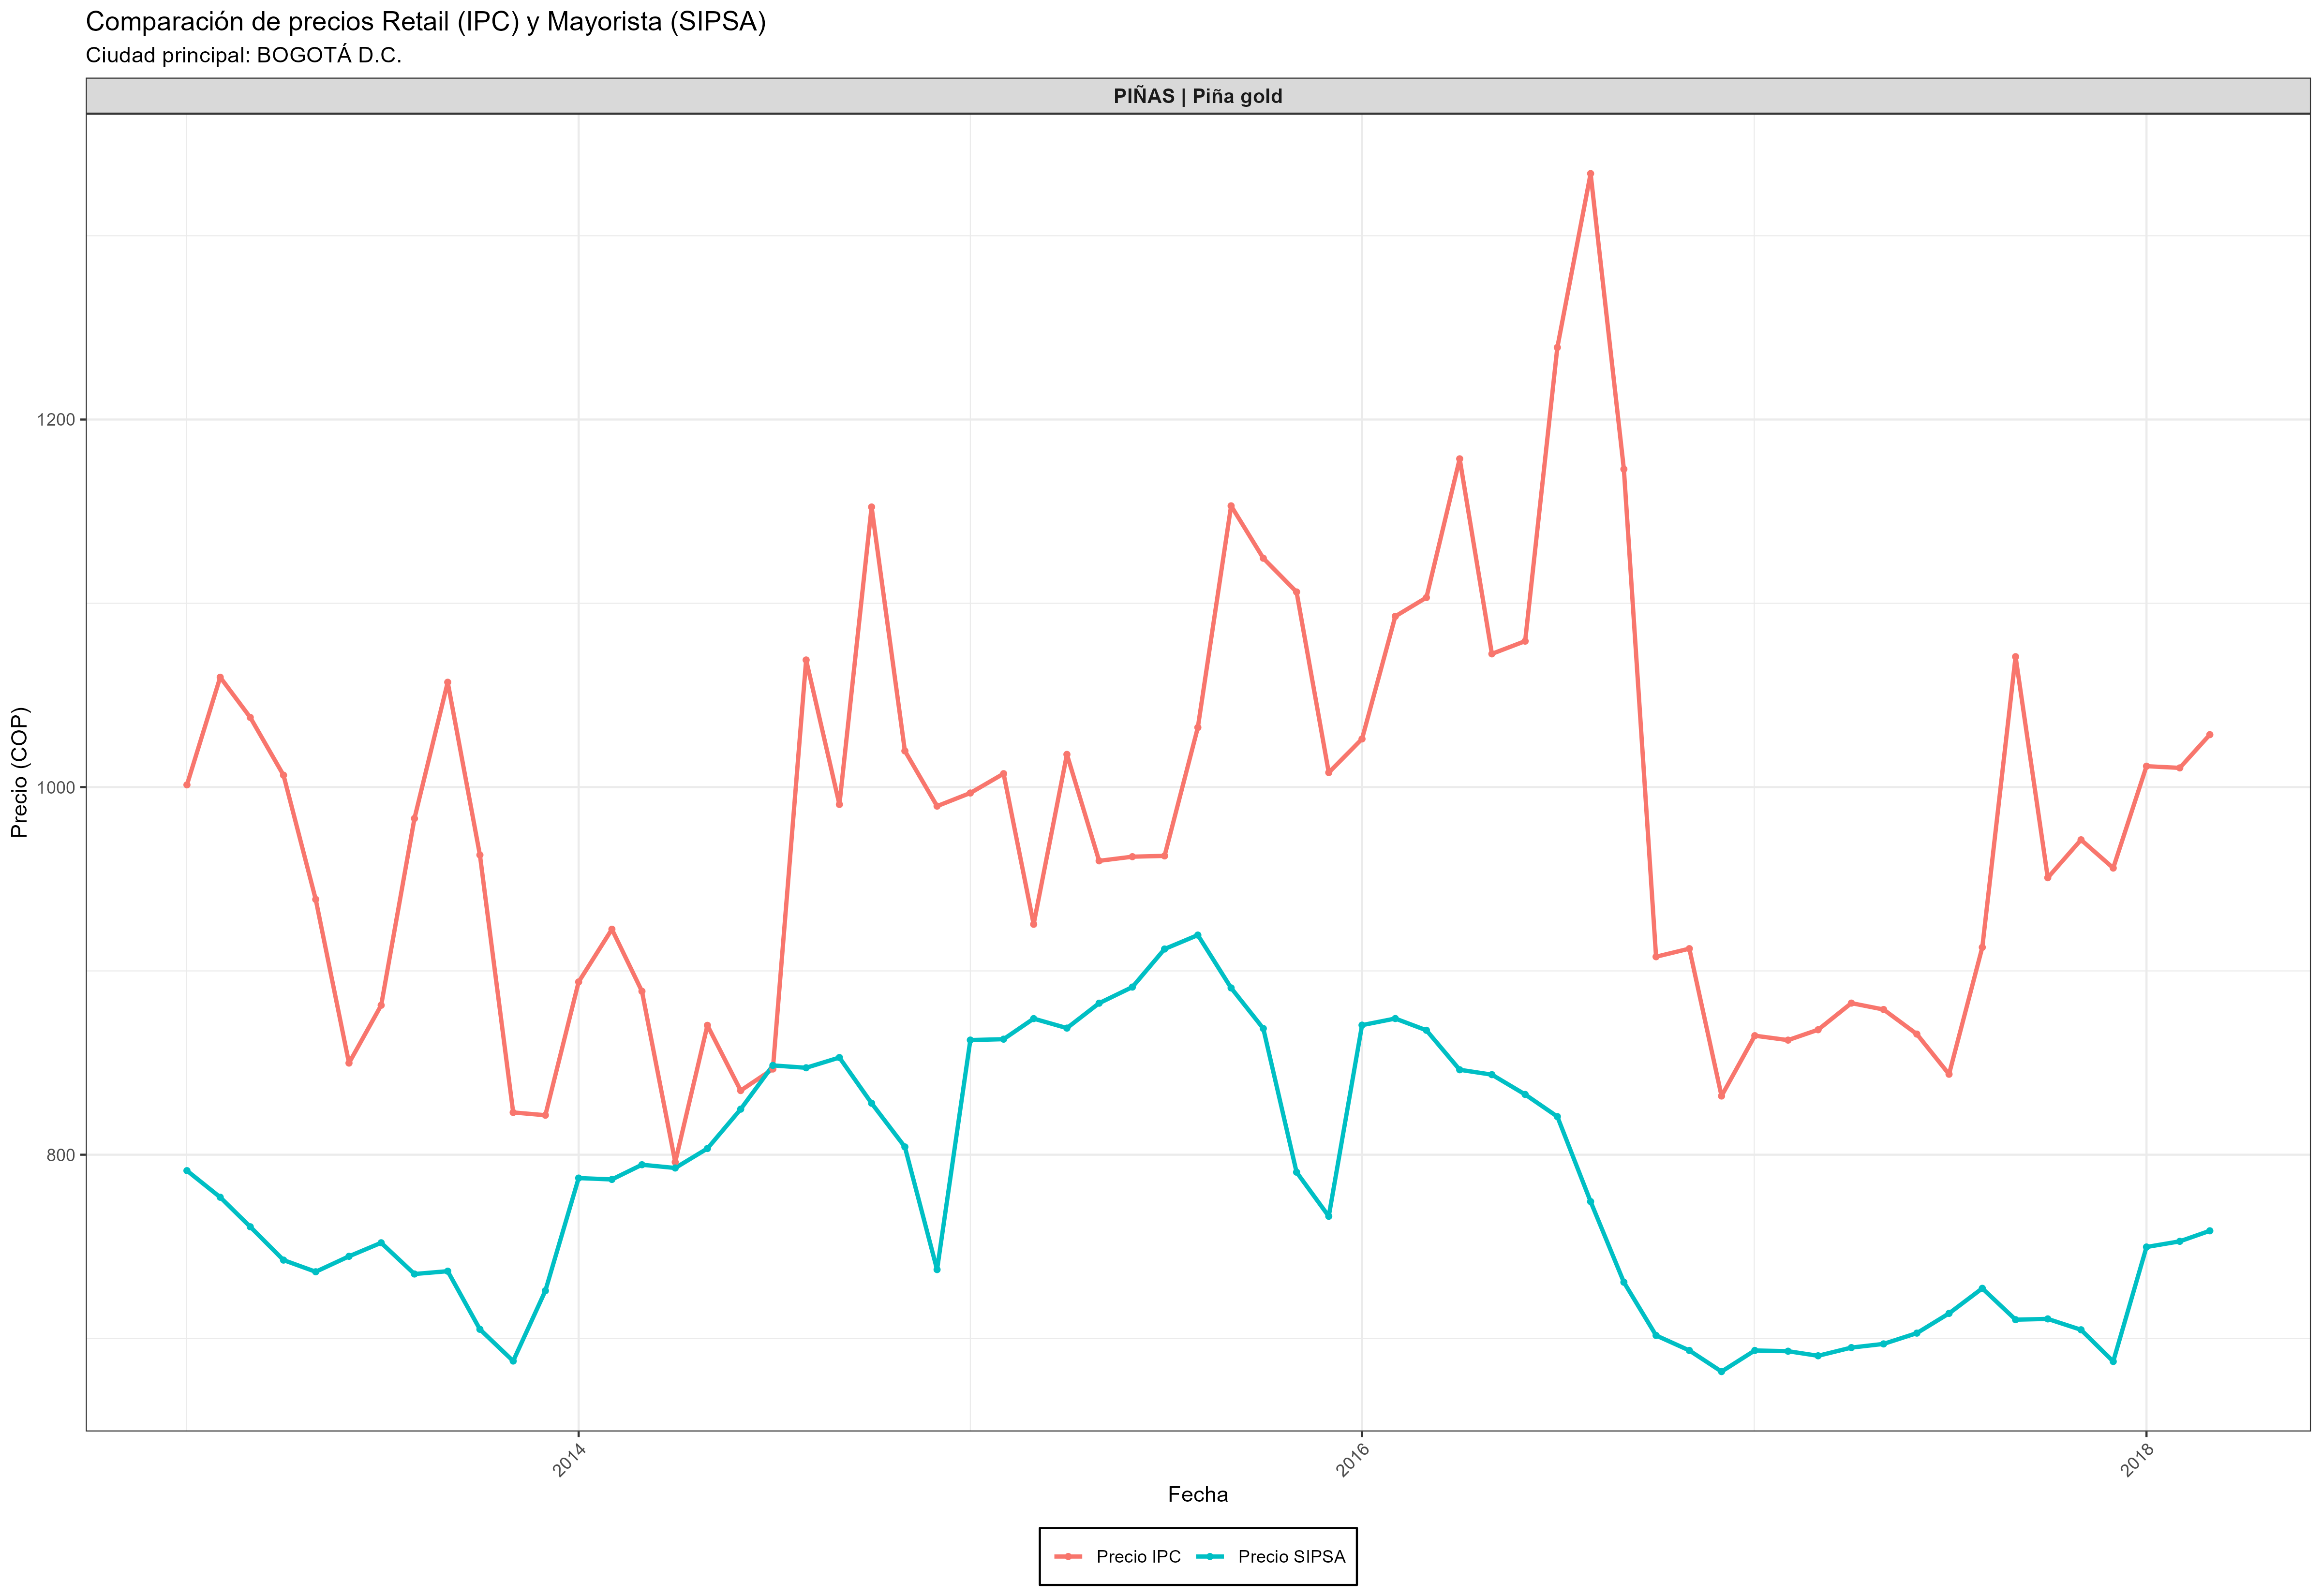 Comparación de precios Retail (IPC) y Mayorista (SIPSA)
Ciudad principal: BOGOTÁ D.C.
PIÑAS | Piña gold
Precio (COP)
1200
1000
800
2014
2016
2018
Fecha
Precio IPC
Precio SIPSA